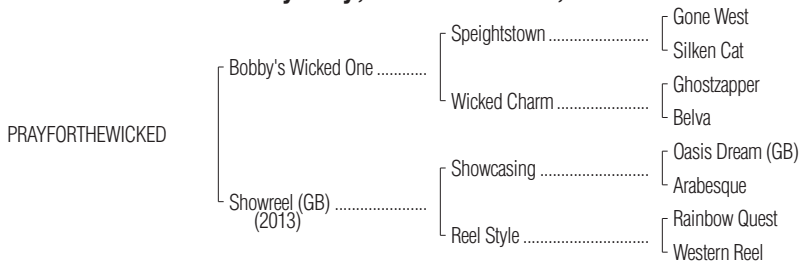 Gone West
Speightstown ........................
Silken Cat
Bobby's Wicked One ............
Ghostzapper
Wicked Charm ......................
Belva
PRAYFORTHEWICKED
Oasis Dream (GB)
Showcasing ..........................
Arabesque
Showreel (GB) ......................
(2013)
Rainbow Quest
Reel Style ..............................
Western Reel